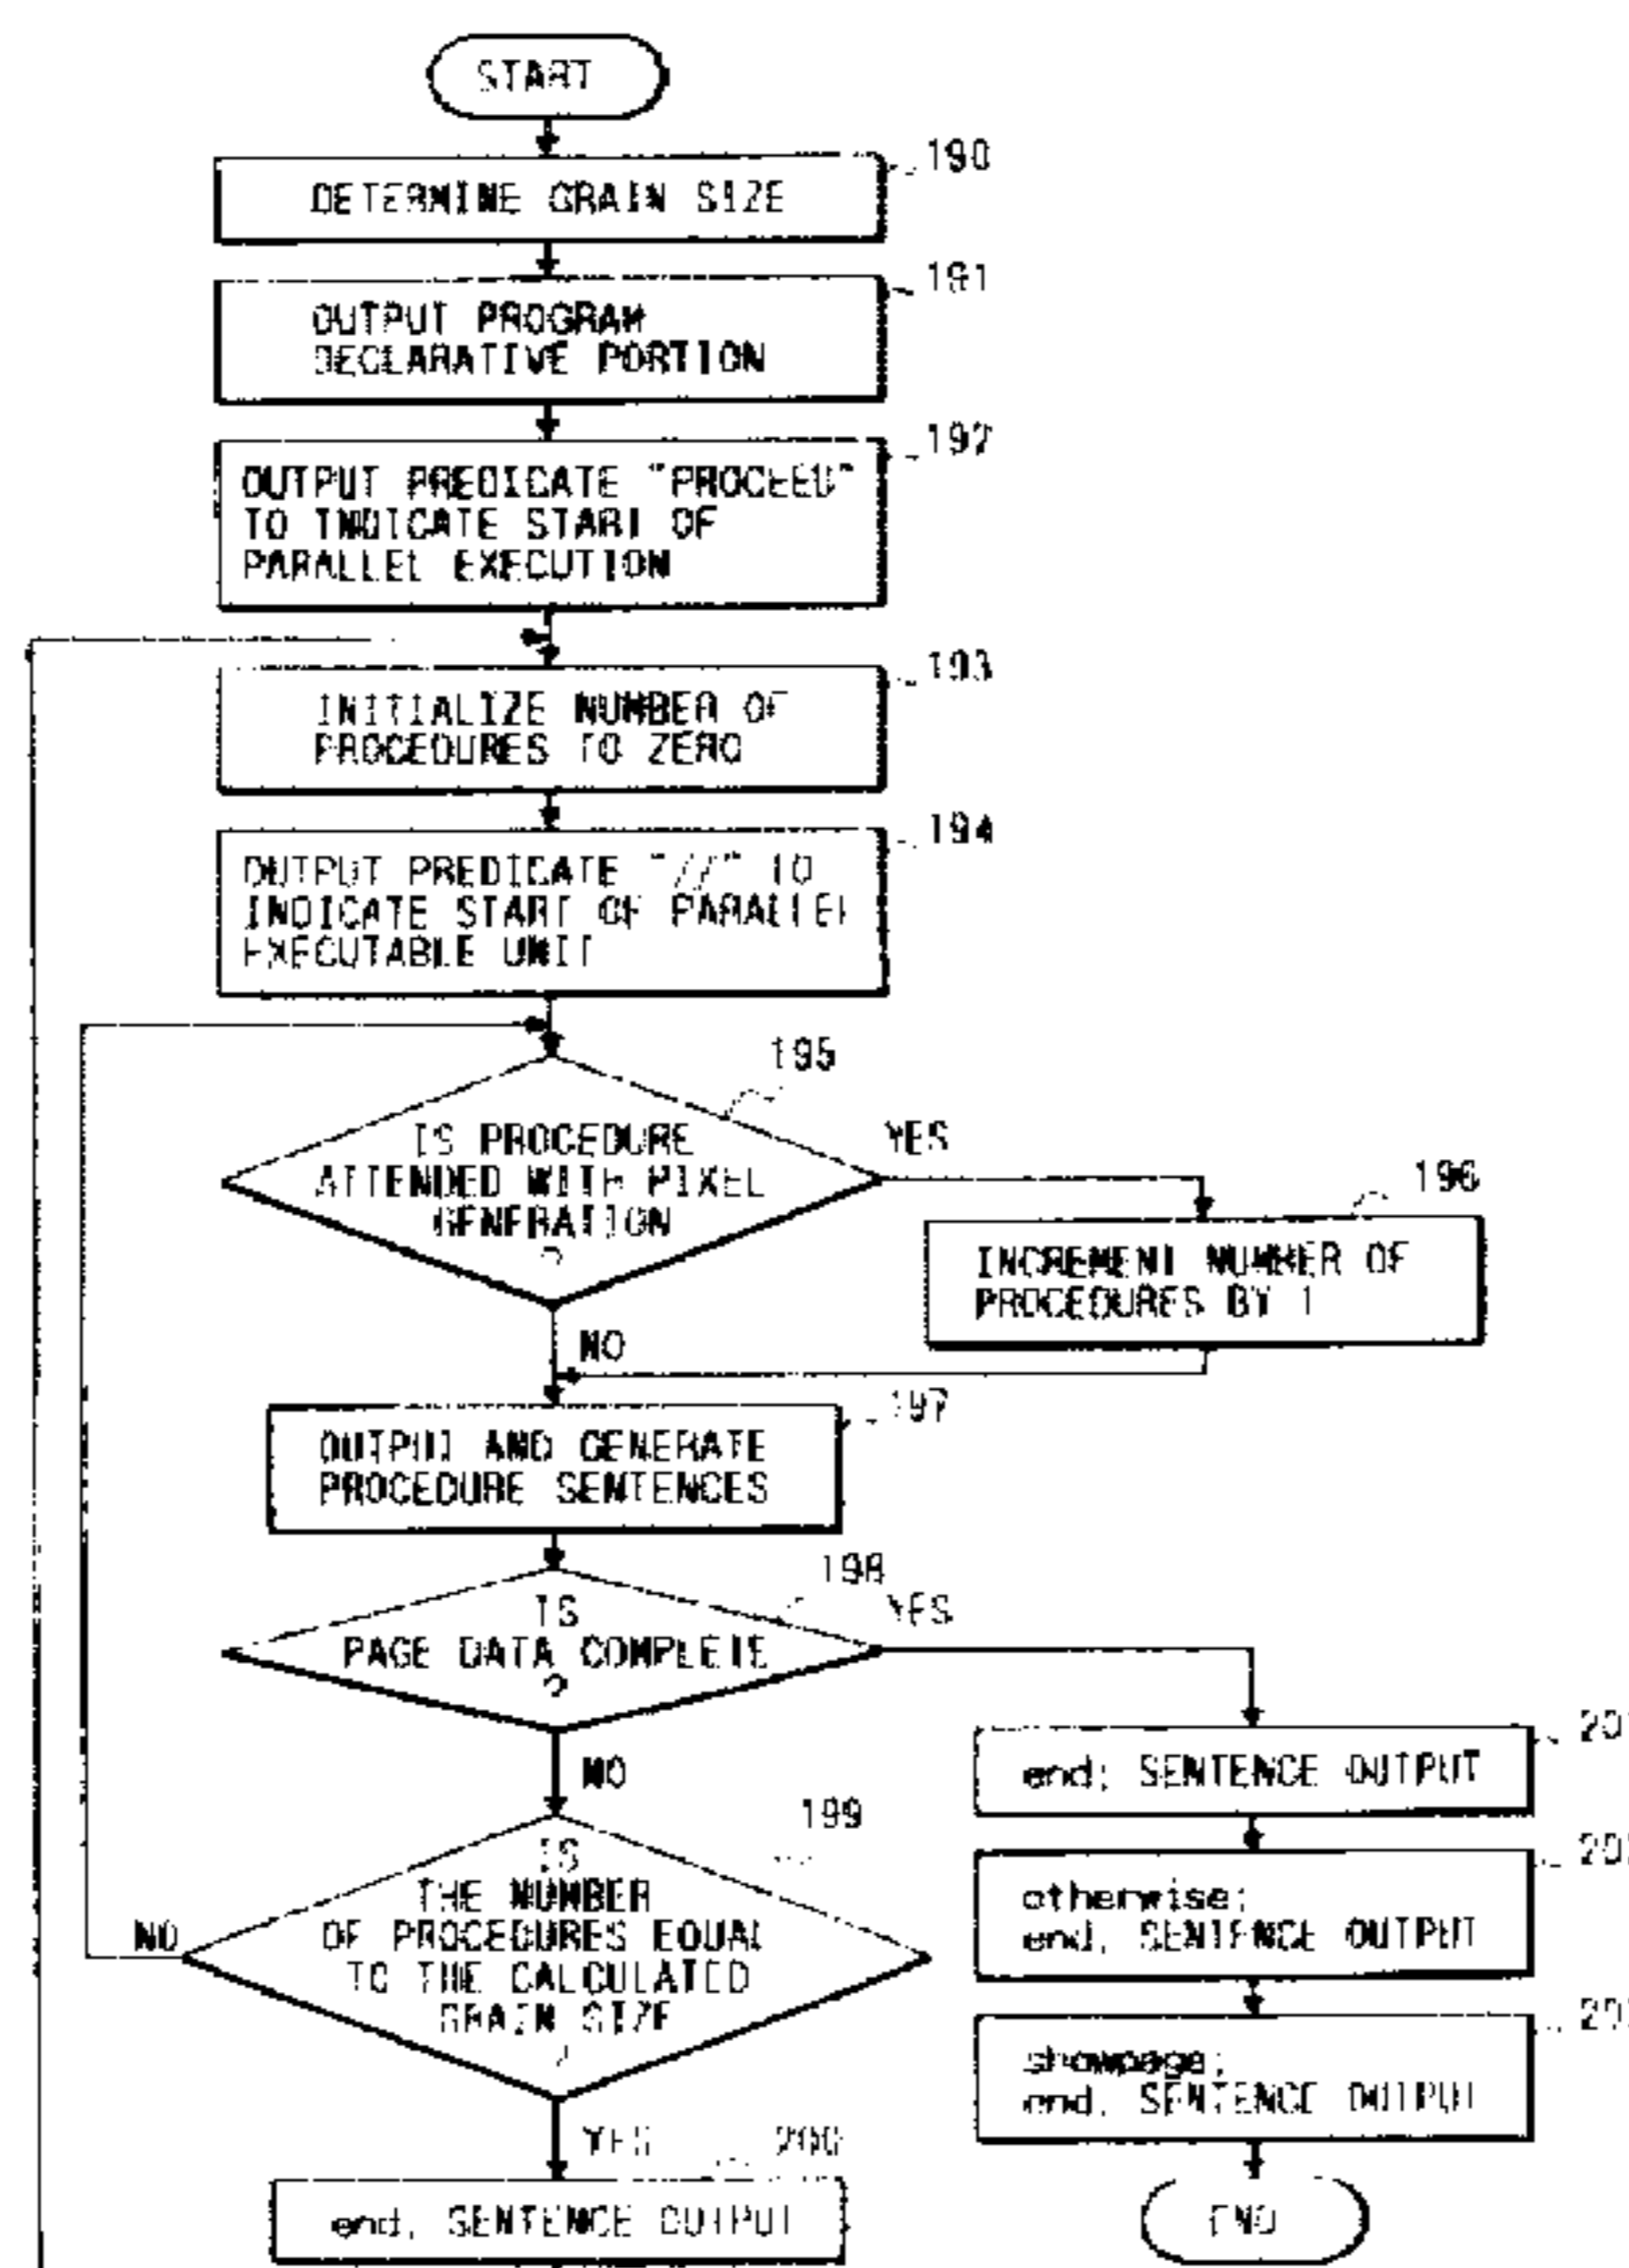 START
190
DETERMINE GRAIN SIZE
191
OUTPUT PROGRAM
DECLARATIVE PORTION
192
OUTPUT PREDICATE "PROCEED"
TO INDICATE START OF
PARALLEL EXECUTION
193
INITIALIZE NUMBER OF
PROCEDURES TO ZERO
194
OUTPUT PREDICATE "//" TO
INDICATE START OF PARALLEL
EXECUTABLE UNIT
195
IS PROCEDURE
ATTENDED WITH PIXEL
GENERATION
?
YES
196
INCREMENT NUMBER OF
PROCEDURES BY 1
NO
197
OUTPUT AND GENERATE
PROCEDURE SENTENCES
198
IS
PAGE DATA COMPLETE
?
YES
NO
199
IS
THE NUMBER
OF PROCEDURES EQUAL
TO THE CALCULATED
GRAIN SIZE
?
NO
YES
200
end; SENTENCE OUTPUT
end; SENTENCE OUTPUT
otherwise;
end; SENTENCE OUTPUT
showpage;
end; SENTENCE OUTPUT
END